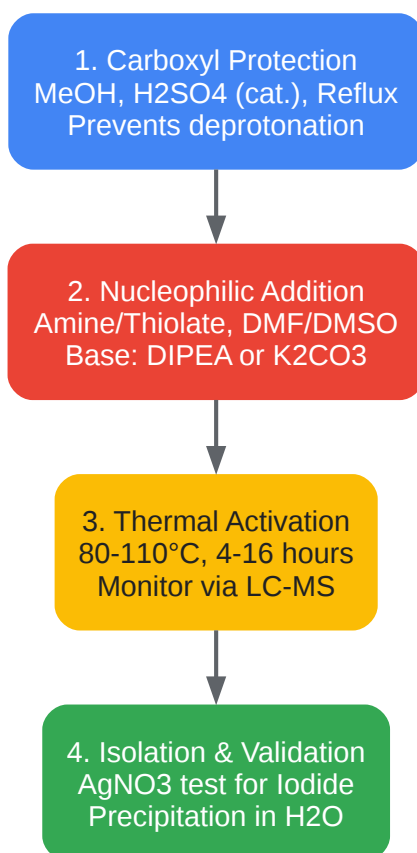 1. Carboxyl Protection
MeOH, H2SO4 (cat.), Reflux
Prevents deprotonation
2. Nucleophilic Addition
Amine/Thiolate, DMF/DMSO
Base: DIPEA or K2CO3
3. Thermal Activation
80-110°C, 4-16 hours
Monitor via LC-MS
4. Isolation & Validation
AgNO3 test for Iodide
Precipitation in H2O